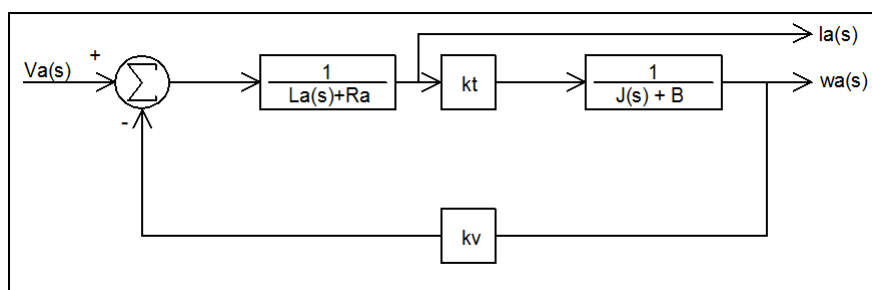 Ia(s)
Va(s)
+
Σ
1
La(s)+Ra
kt
1
J(s) + B
wa(s)
-
kv